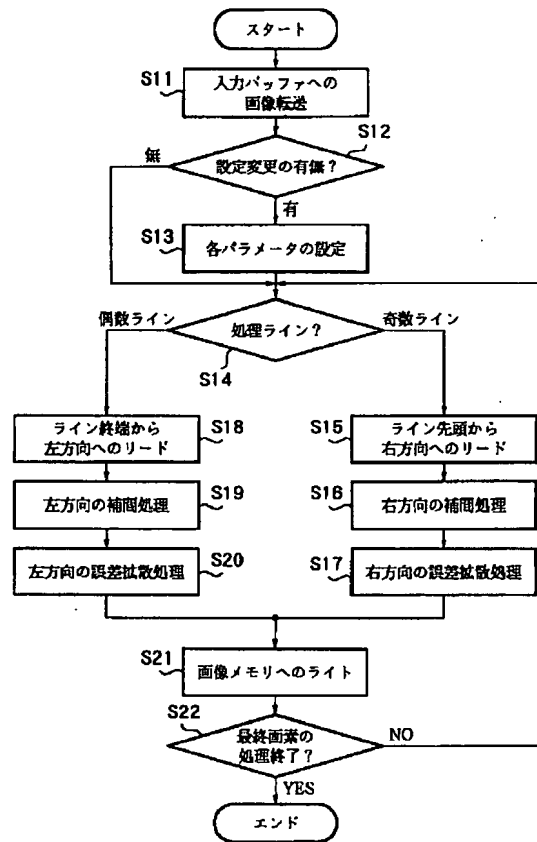 スタート
S11
入力バッファへの
画像転送
S12
無
設定変更の有無?
有
S13
各パラメータの設定
偶数ライン
処理ライン?
奇数ライン
S14
ライン終端から
左方向へのリード
S18
S15
ライン先頭から
右方向へのリード
S19
左方向の補間処理
S16
右方向の補間処理
S20
左方向の誤差拡散処理
S17
右方向の誤差拡散処理
S21
画像メモリへのライト
S22
最終画素の
処理終了?
NO
YES
エンド